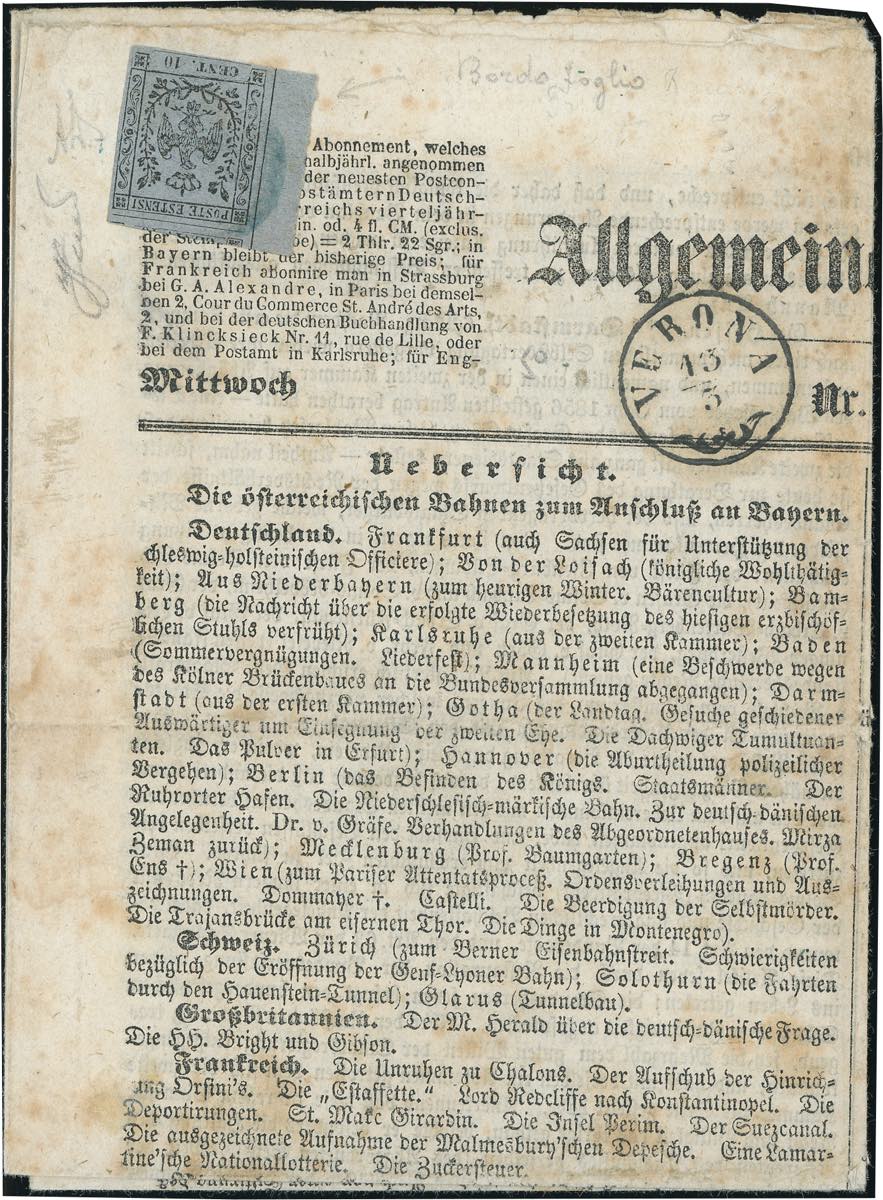 CENT. 10
POSTE ESTENSI
Bordo foglio
Abonnement, welches
halbjährl. angenommen
der neuesten Postcon-
ostämtern Deutsch-
rreichs vierteljähr-
in. od. 4 fl. CM. (exclus.
be) = 2 Thlr. 22 Sgr.; in
Bayern bleibt der bisherige Preis; für
Frankreich abonnire man in Strassburg
bei G. A. Alexandre, in Paris bei demsel-
ben 2, Cour du Commerce St. André des Arts,
2, und bei der deutschen Buchhandlung von
F. Klincksieck Nr. 11, rue de Lille, oder
bei dem Postamt in Karlsruhe; für Eng-
Allgemein
VERONA
13
3
Mittwoch
Nr.
Uebersicht.
Die österreichischen Bahnen zum Anschluß an Bayern.
Deutschland. Frankfurt (auch Sachsen für Unterstützung der
chleswig-holsteinischen Officiere); Von der Loisach (königliche Wohlthätig-
keit); Aus Niederbayern (zum heurigen Winter. Bärencultur); Bam-
berg (die Nachricht über die erfolgte Wiederbesetzung des hiesigen erzbischöf-
lichen Stuhls verfrüht); Karlsruhe (aus der zweiten Kammer); Baden
(Sommervergnügungen. Liederfest); Mannheim (eine Beschwerde wegen
des Kölner Brückenbaues an die Bundesversammlung abgegangen); Darm-
stadt (aus der ersten Kammer); Gotha (der Landtag. Gesuche geschiedener
Auswärtiger um Einsegnung der zweiten Ehe. Die Dachwiger Tumultuan-
ten. Das Pulver in Erfurt); Hannover (die Aburtheilung polizeilicher
Vergehen); Berlin (das Befinden des Königs. Staatsmänner. Der
Ruhrorter Hafen. Die Niederschlesisch-märkische Bahn. Zur deutsch-dänischen
Angelegenheit. Dr. v. Gräfe. Verhandlungen des Abgeordnetenhauses. Mirza
Zeman zurück); Mecklenburg (Prof. Baumgarten); Bregenz (Prof.
Ens †); Wien (zum Pariser Attentatsproceß. Ordensverleihungen und Aus-
zeichnungen. Dommayer †. Castelli. Die Beerdigung der Selbstmörder.
Die Trajansbrücke am eisernen Thor. Die Dinge in Montenegro).
Schweiz. Zürich (zum Berner Eisenbahnstreit. Schwierigkeiten
bezüglich der Eröffnung der Genf-Lyoner Bahn); Solothurn (die Fahrten
durch den Hauenstein-Tunnel); Glarus (Tunnelbau).
Großbritannien. Der M. Herald über die deutsch-dänische Frage.
Die HH. Bright und Gibson.
Frankreich. Die Unruhen zu Chalons. Der Aufschub der Hinrich-
ung Orsini's. Die „Estaffette.“ Lord Redcliffe nach Konstantinopel. Die
Deportirungen. St. Marc Girardin. Die Insel Perim. Der Suezcanal.
Die ausgezeichnete Aufnahme der Malmesbury'schen Depesche. Eine Lamar-
tine'sche Nationallotterie. Die Zuckersteuer.